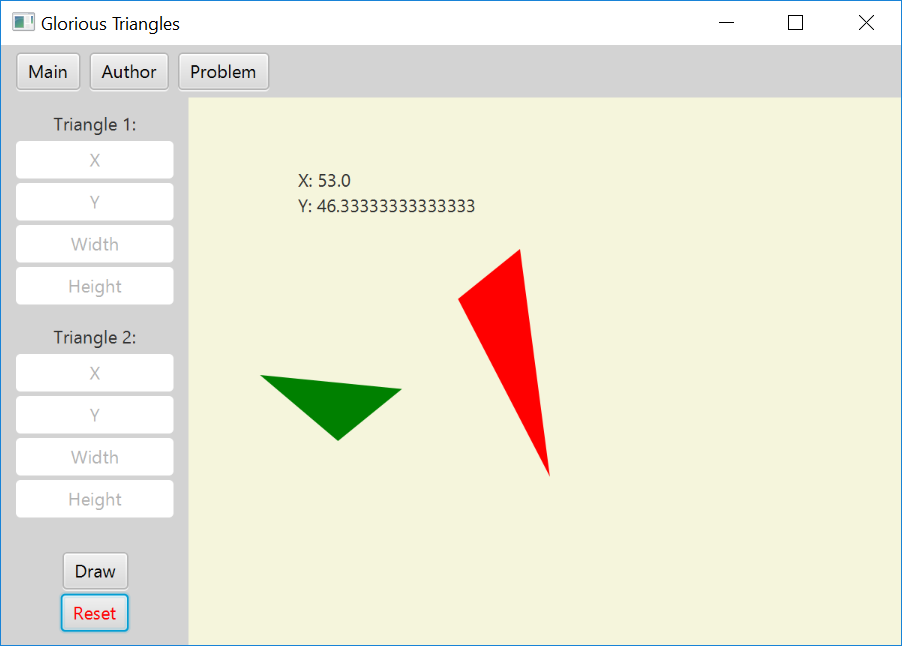 Glorious Triangles
Main Author Problem
Triangle 1:
X
Y
Width
Height
Triangle 2:
X
Y
Width
Height
Draw
Reset
X: 53.0
Y: 46.33333333333333